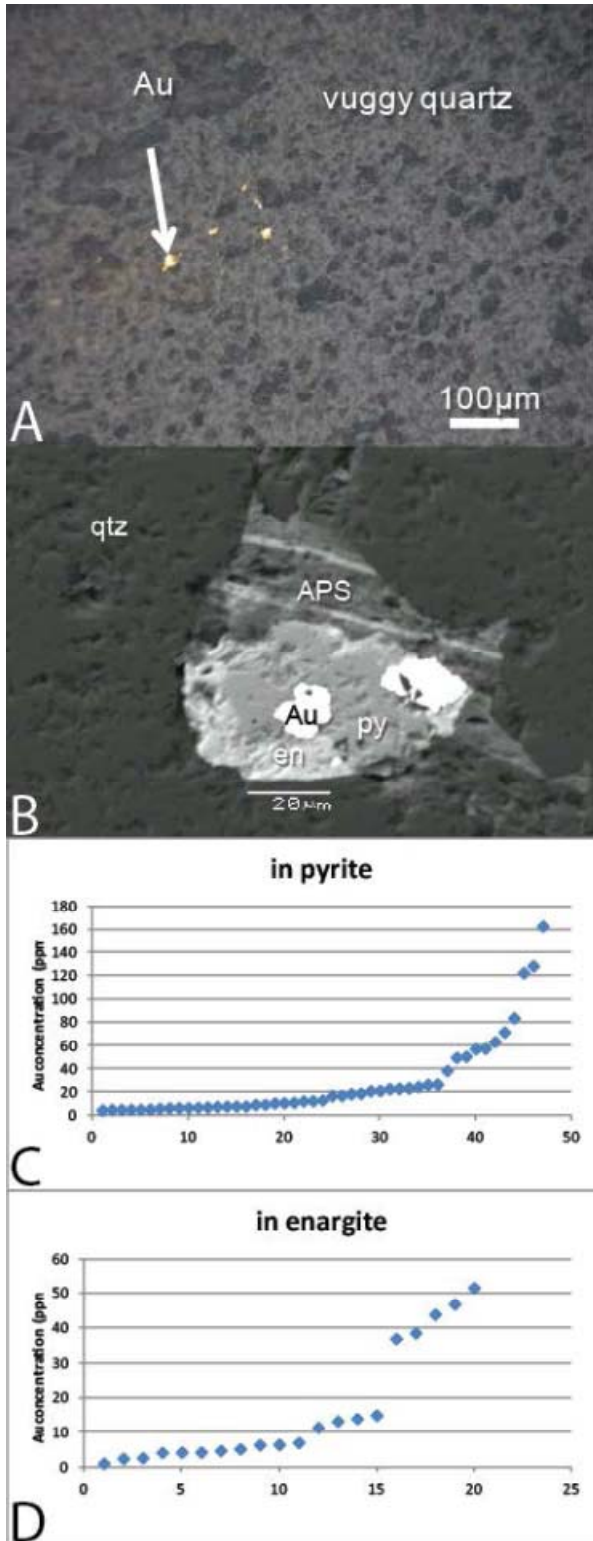 Au
vuggy quartz
100µm
A
qtz
APS
Au
py
en
20µm
B
in pyrite
Au concentration (ppm
180
160
140
120
100
80
60
40
20
0
0 10 20 30 40 50
C
in enargite
Au concentration (ppm
60
50
40
30
20
10
0
0 5 10 15 20 25
D